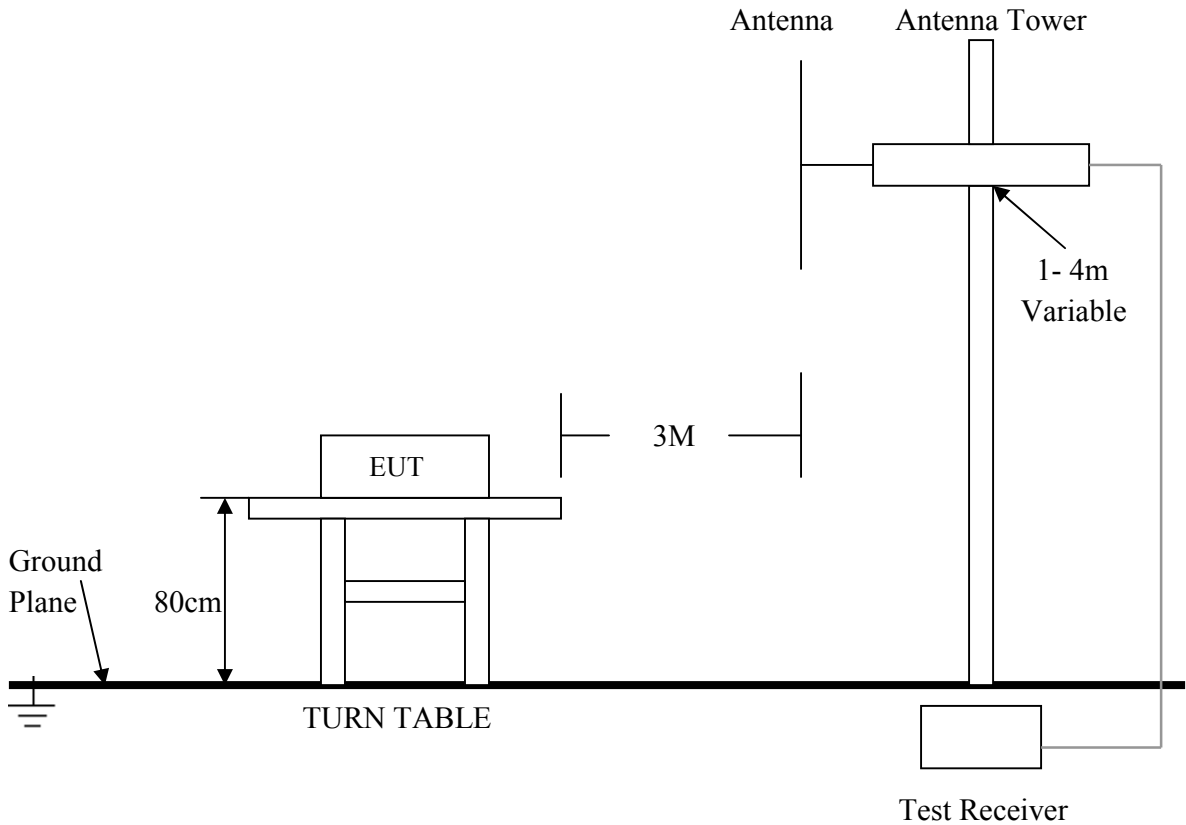 Antenna
Antenna Tower
1- 4m
Variable
3M
EUT
Ground
Plane
80cm
TURN TABLE
Test Receiver